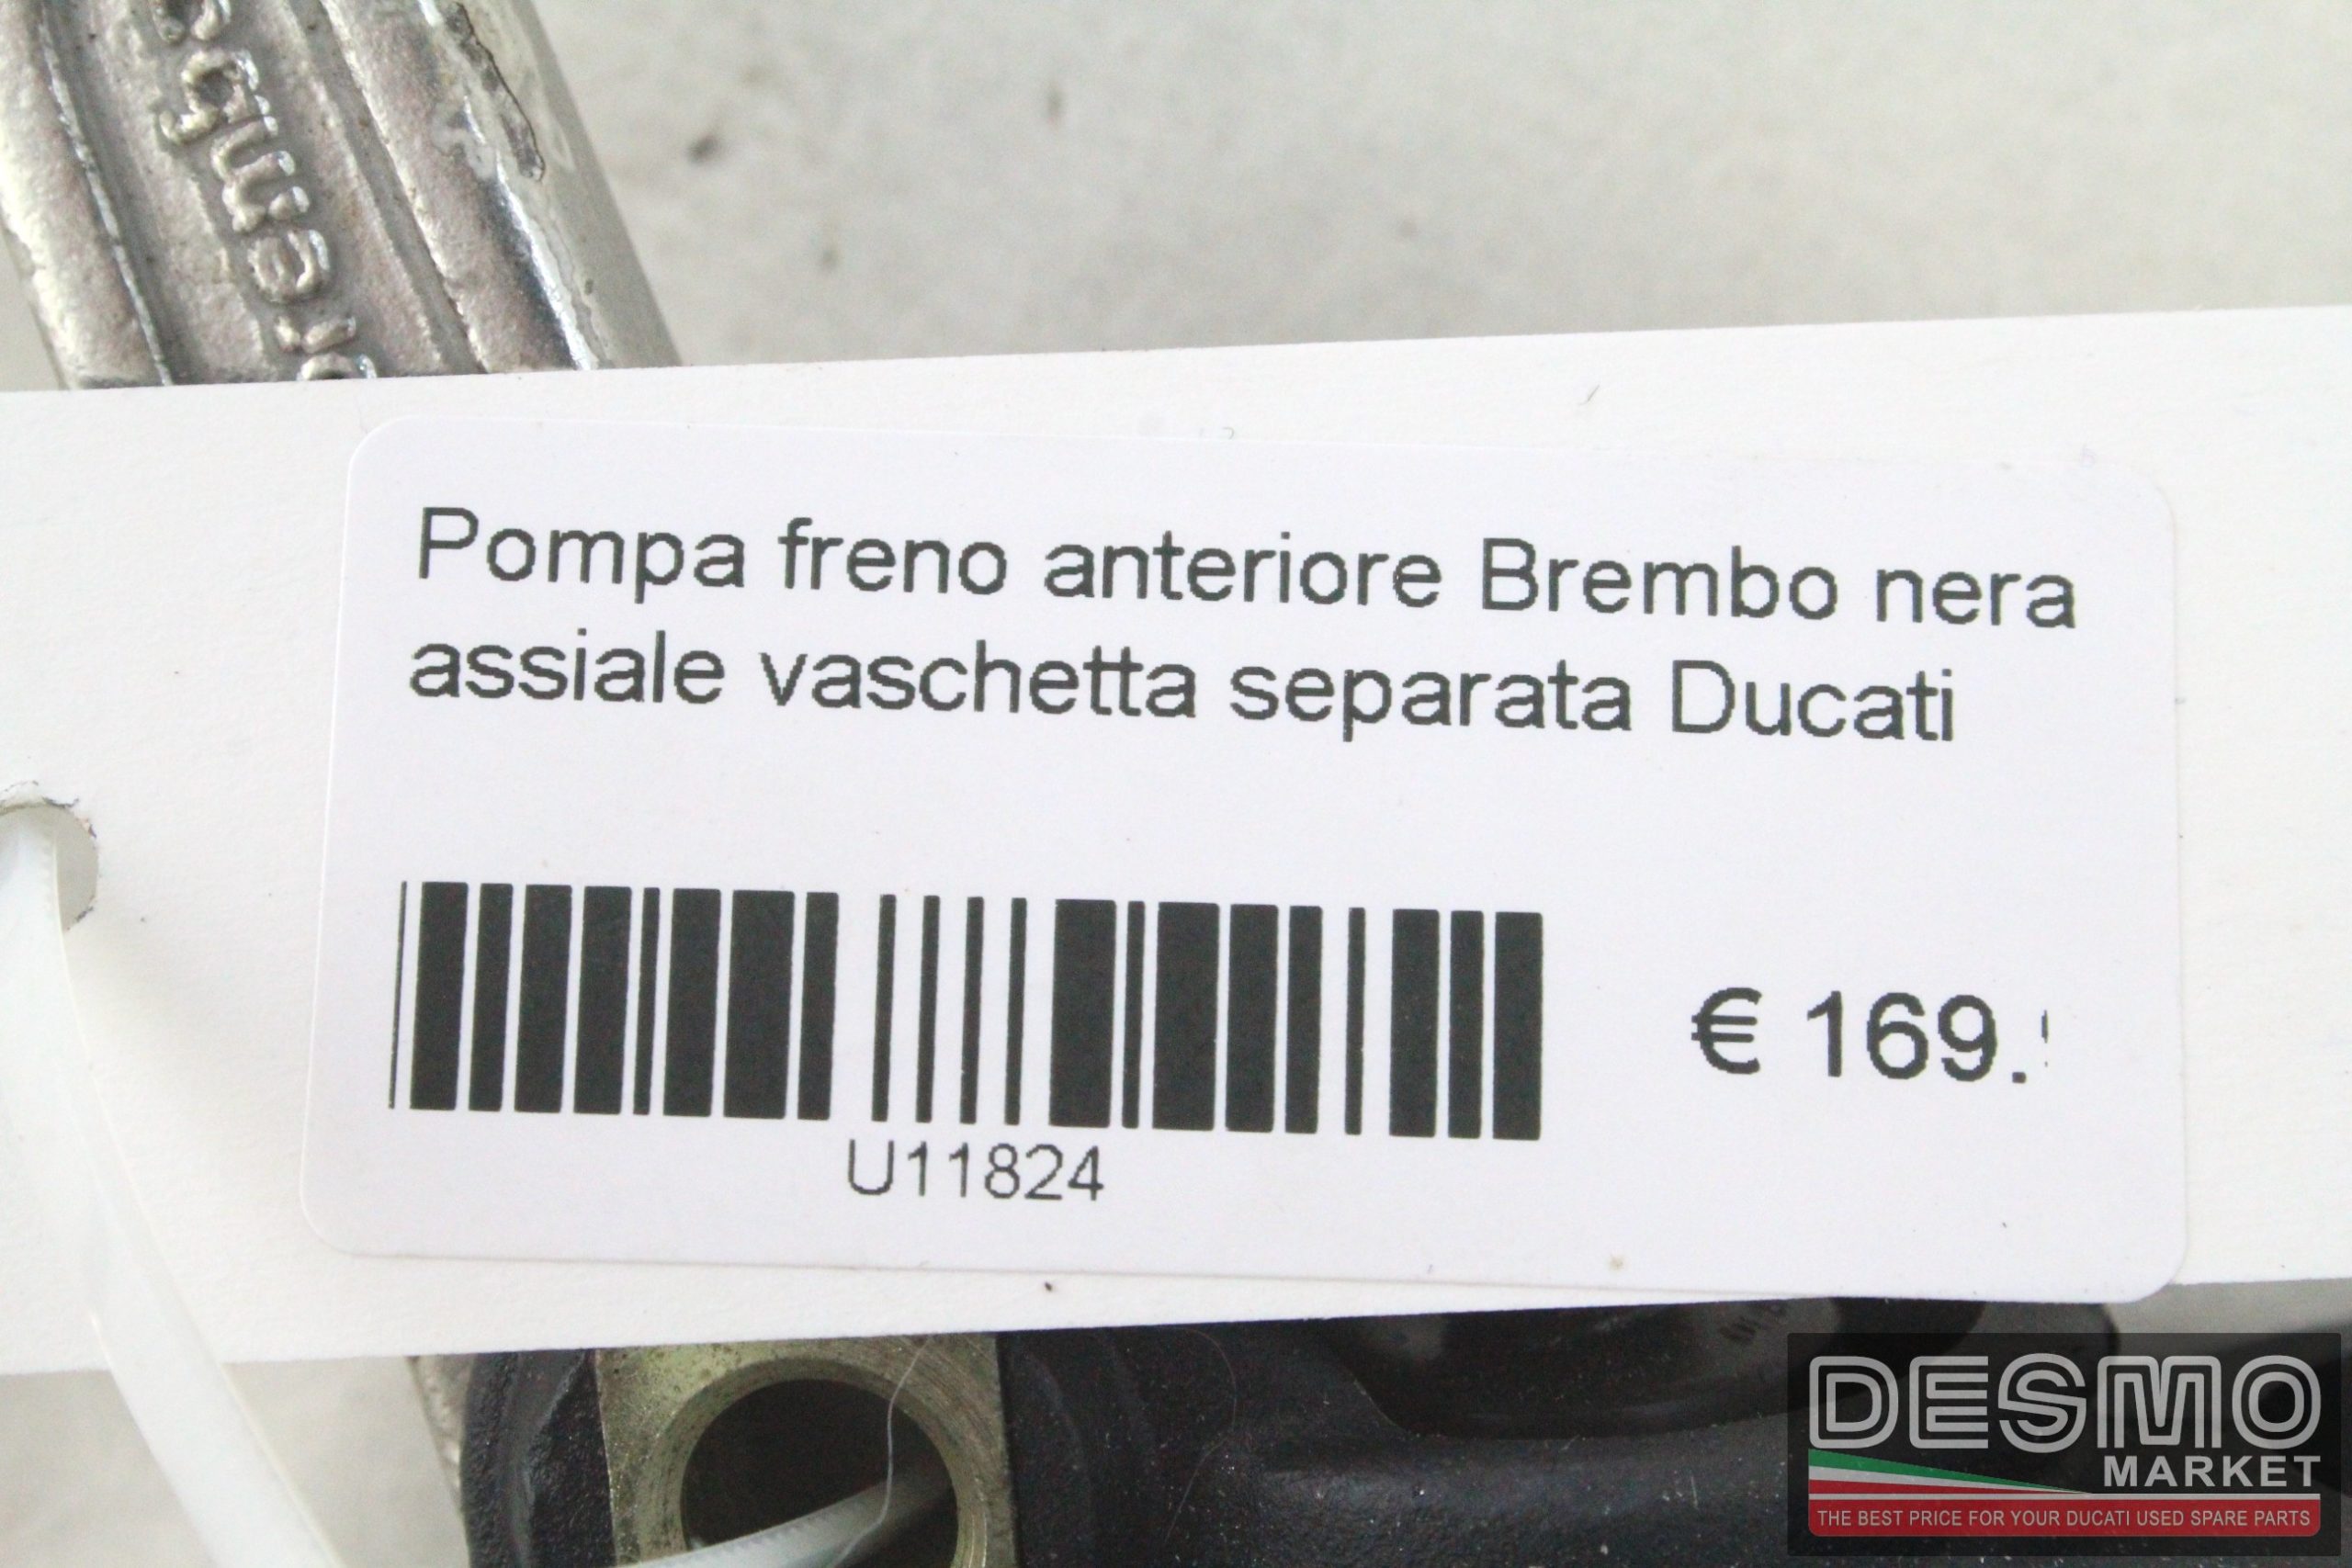 brembo
Pompa freno anteriore Brembo nera
assiale vaschetta separata Ducati
€ 169.
U11824
DESMO
MARKET
THE BEST PRICE FOR YOUR DUCATI USED SPARE PARTS